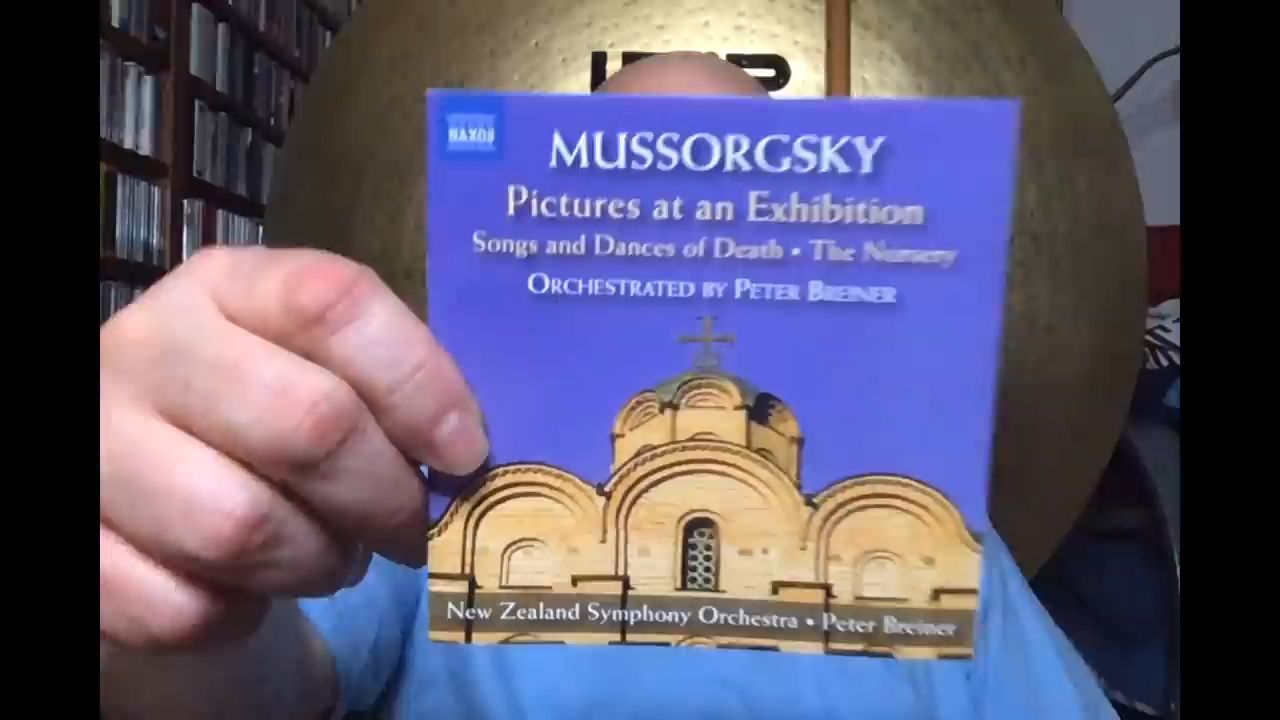 NAXOS
MUSSORGSKY
Pictures at an Exhibition
Songs and Dances of Death • The Nursery
ORCHESTRATED BY PETER BREINER
New Zealand Symphony Orchestra • Peter Breiner